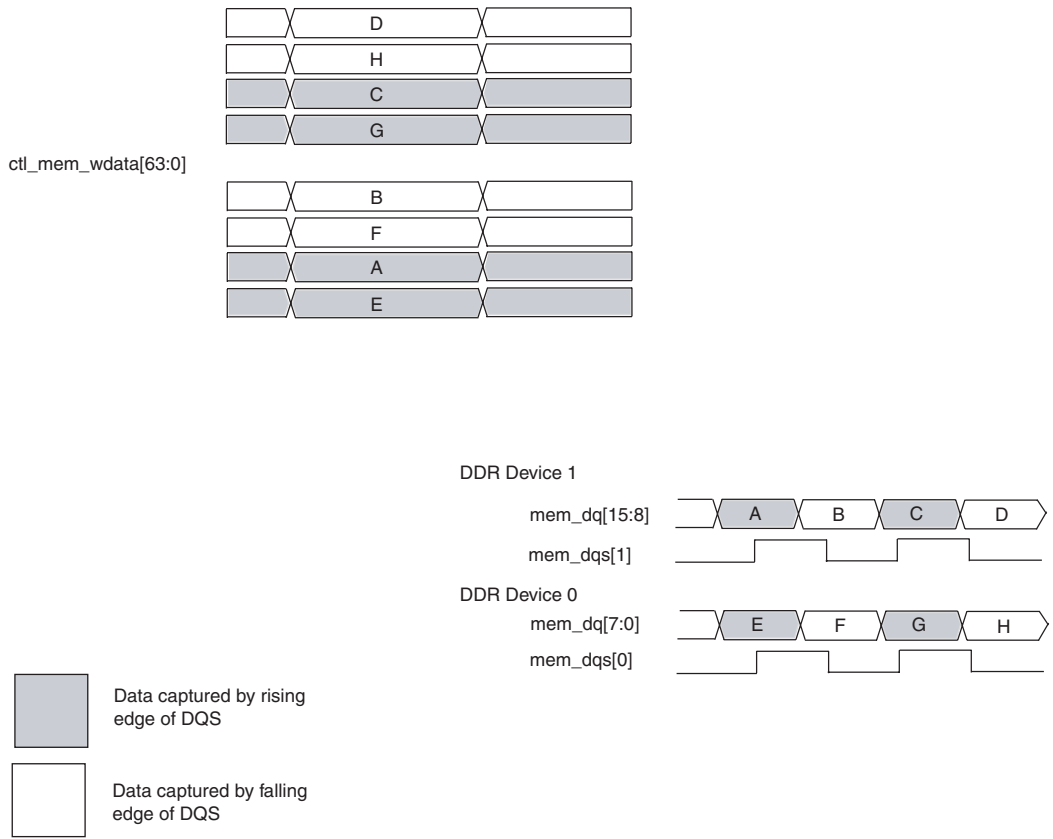 D
H
C
G
ctl_mem_wdata[63:0]
B
F
A
E
DDR Device 1
mem_dq[15:8] A B C D
mem_dqs[1]
DDR Device 0
mem_dq[7:0] E F G H
mem_dqs[0]
Data captured by rising
edge of DQS
Data captured by falling
edge of DQS